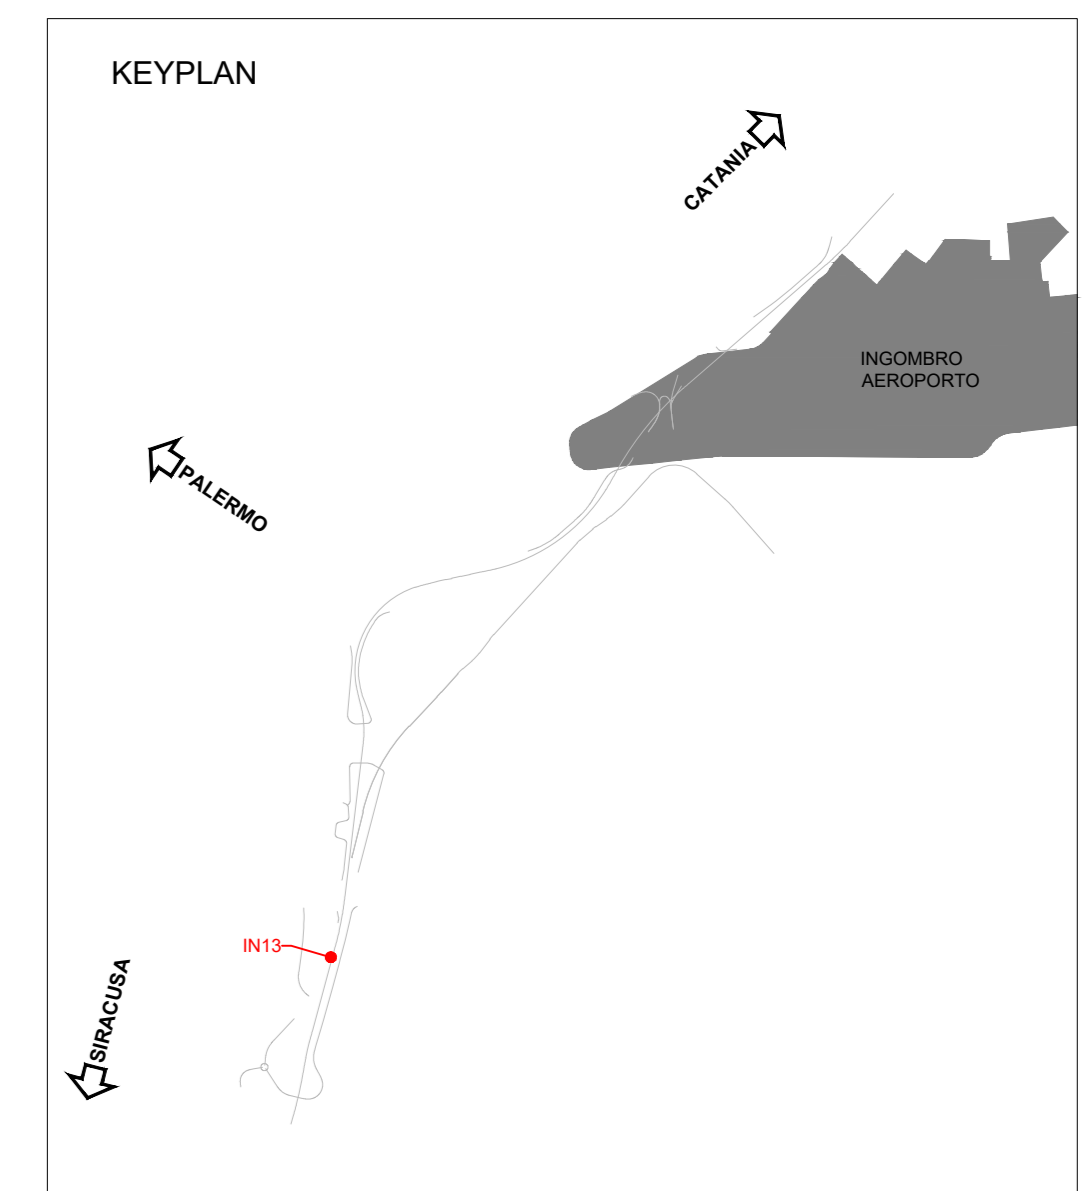 KEYPLAN
CATANIA
INGOMBRO
AEROPORTO
PALERMO
IN13
SIRACUSA